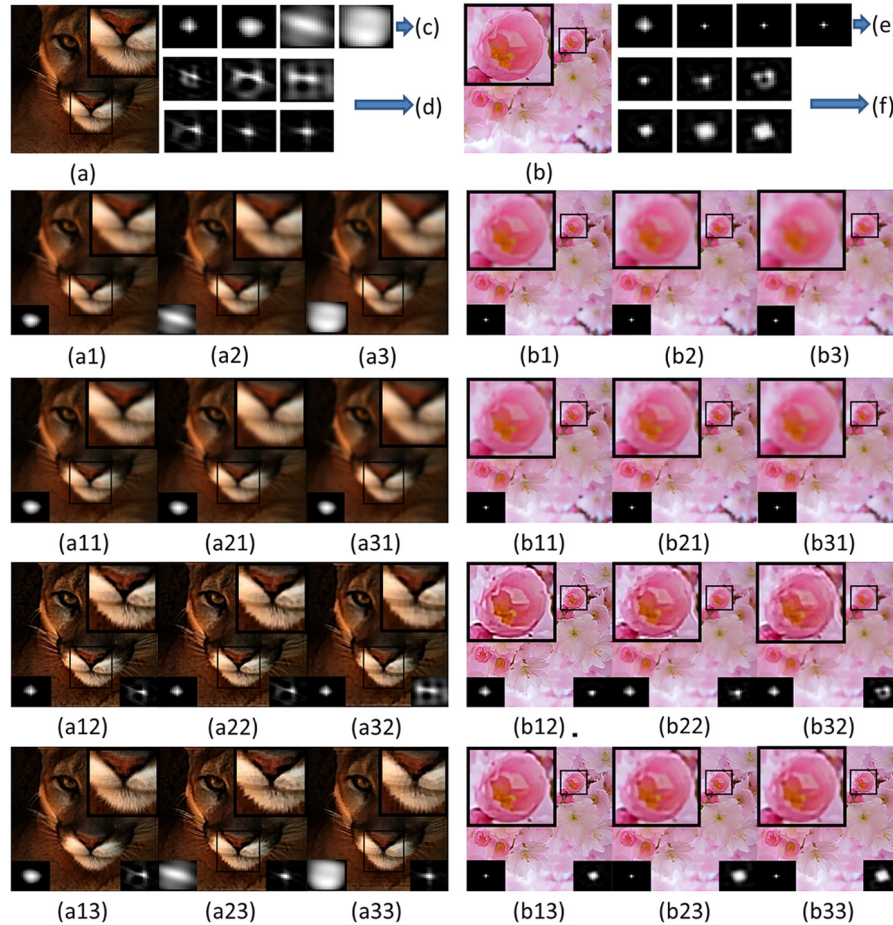 (c)
(e
(d)
(f)
(a)
(b)
(a1) (a2) (a3) (b1) (b2) (b3)
(a11) (a21) (a31) (b11) (b21) (b31)
(a12) (a22) (a32) (b12) (b22) (b32)
(a13) (a23) (a33) (b13) (b23) (b33)